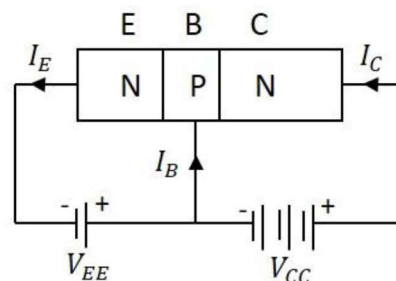 E B C
I_E I_C
N P N
I_B
- + - +
V_EE V_CC